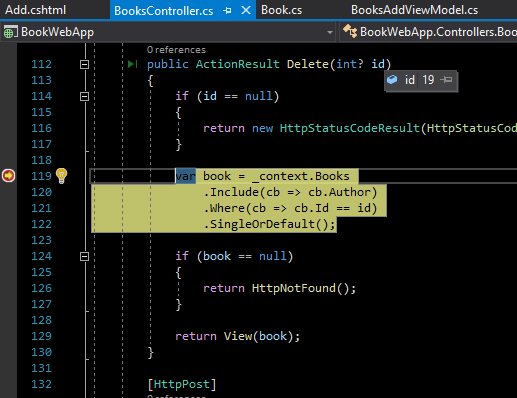 Add.cshtml BooksController.cs Book.cs BooksAddViewModel.cs
BookWebApp BookWebApp.Controllers.Boo
0 references
112 public ActionResult Delete(int? id)
113 {
id 19
114 if (id == null)
115 {
116 return new HttpStatusCodeResult(HttpStatusCod
117 }
118
119 var book = _context.Books
120 .Include(cb => cb.Author)
121 .Where(cb => cb.Id == id)
122 .SingleOrDefault();
123
124 if (book == null)
125 {
126 return HttpNotFound();
127 }
128
129 return View(book);
130 }
131
132 [HttpPost]
0 references